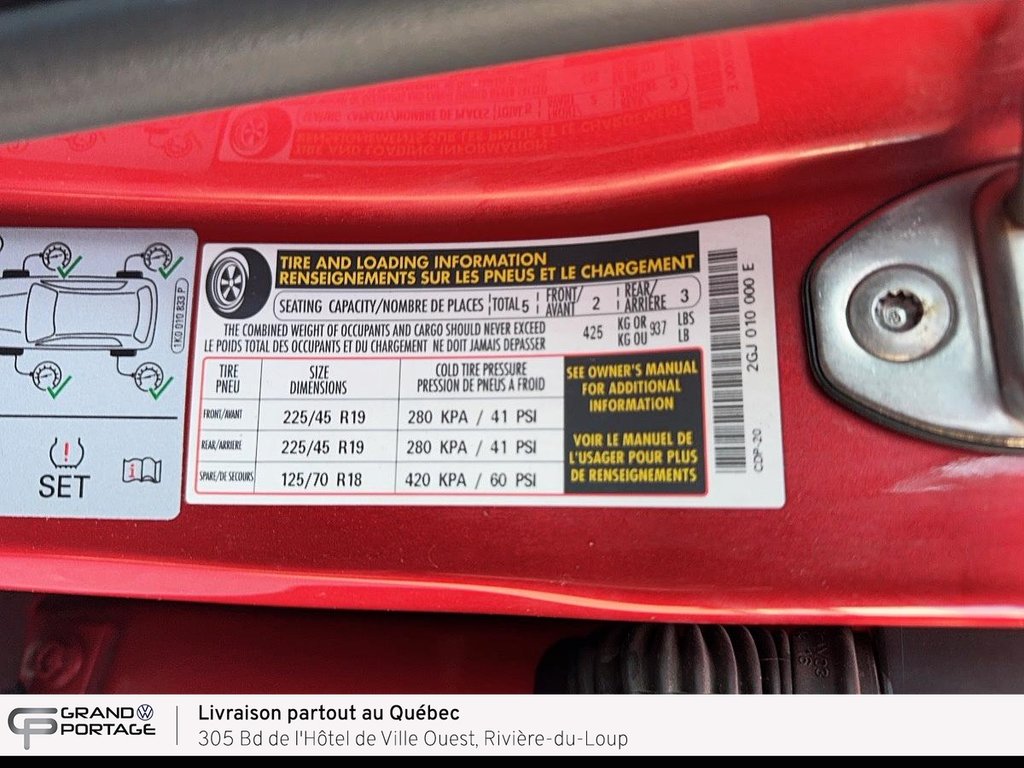 TIRE AND LOADING INFORMATION
RENSEIGNEMENTS SUR LES PNEUS ET LE CHARGEMENT
SEATING CAPACITY/NOMBRE DE PLACES TOTAL 5 FRONT/AVANT 2 REAR/ARRIÈRE 3
THE COMBINED WEIGHT OF OCCUPANTS AND CARGO SHOULD NEVER EXCEED 425 KG OR 937 LBS
LE POIDS TOTAL DES OCCUPANTS ET DU CHARGEMENT NE DOIT JAMAIS DEPASSER KG OU LB
TIRE SIZE COLD TIRE PRESSURE
PNEU DIMENSIONS PRESSION DE PNEUS A FROID
FRONT/AVANT 225/45 R19 280 KPA / 41 PSI
REAR/ARRIERE 225/45 R19 280 KPA / 41 PSI
SPARE/DE SECOURS 125/70 R18 420 KPA / 60 PSI
SEE OWNER'S MANUAL
FOR ADDITIONAL
INFORMATION
VOIR LE MANUEL DE
L'USAGER POUR PLUS
DE RENSEIGNEMENTS
2GJ 010 000 E
CDP-20
1K0 010 833 P
SET
GRAND
PORTAGE
Livraison partout au Québec
305 Bd de l'Hôtel de Ville Ouest, Rivière-du-Loup